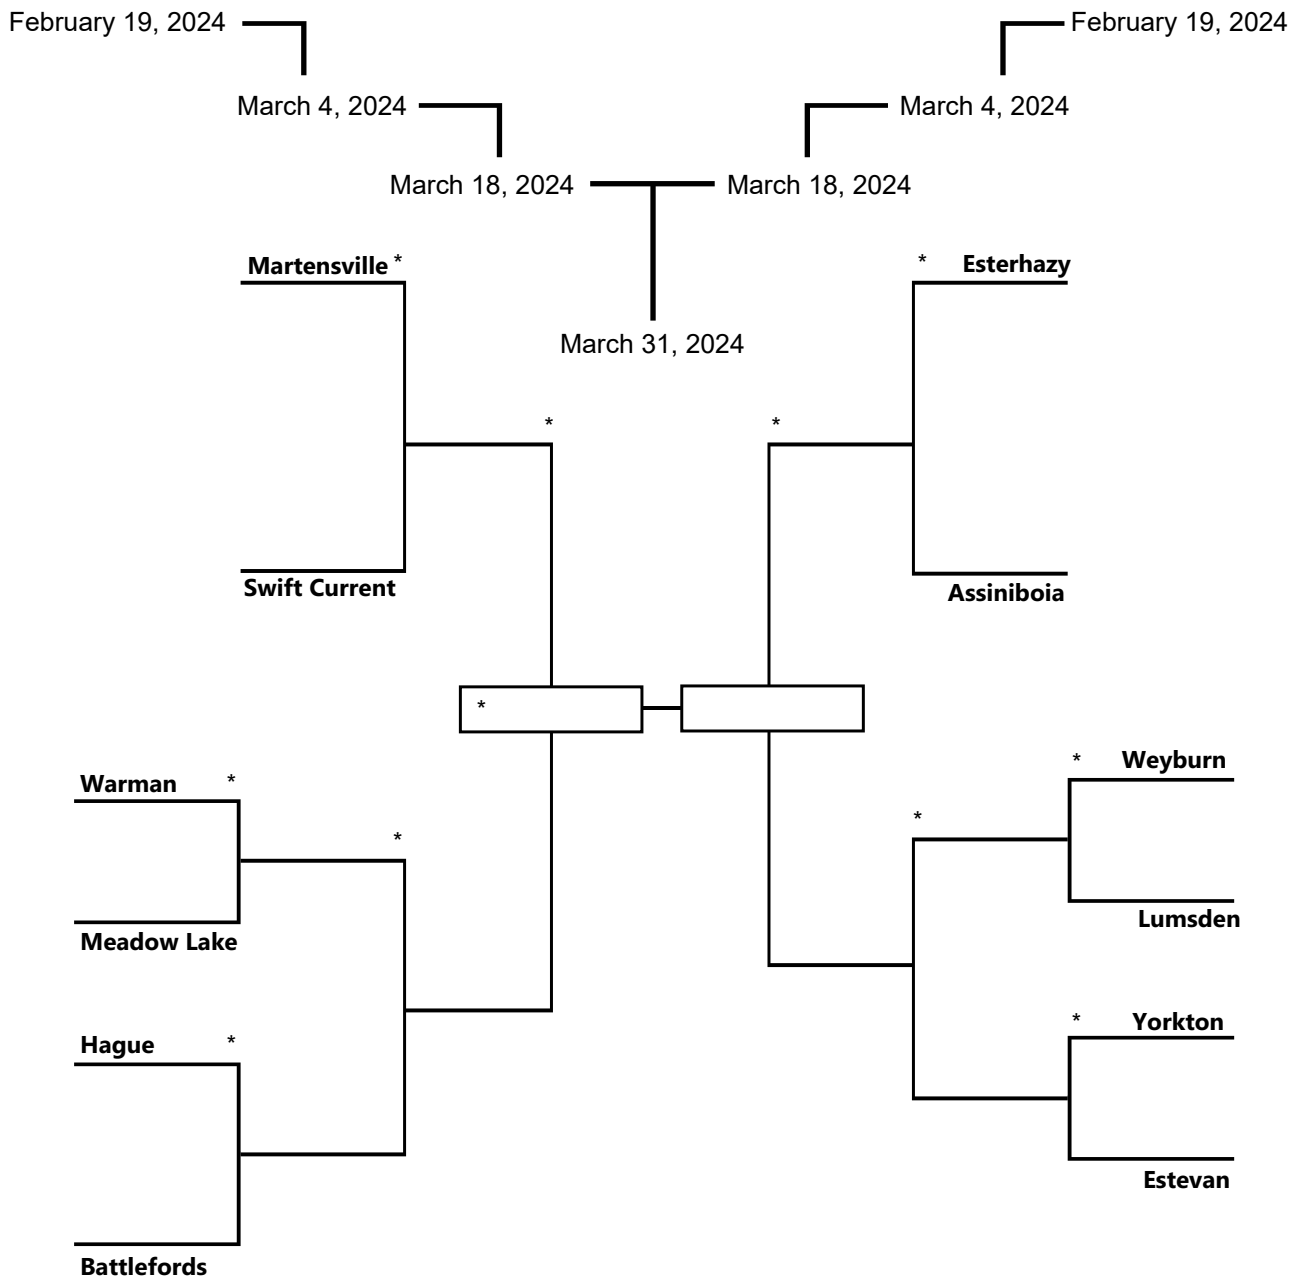 February 19, 2024
February 19, 2024
March 4, 2024
March 4, 2024
March 18, 2024
March 18, 2024
Martensville *
* Esterhazy
March 31, 2024
*
*
Swift Current
Assiniboia
*
Warman *
* Weyburn
*
*
Meadow Lake
Lumsden
Hague *
* Yorkton
Estevan
Battlefords